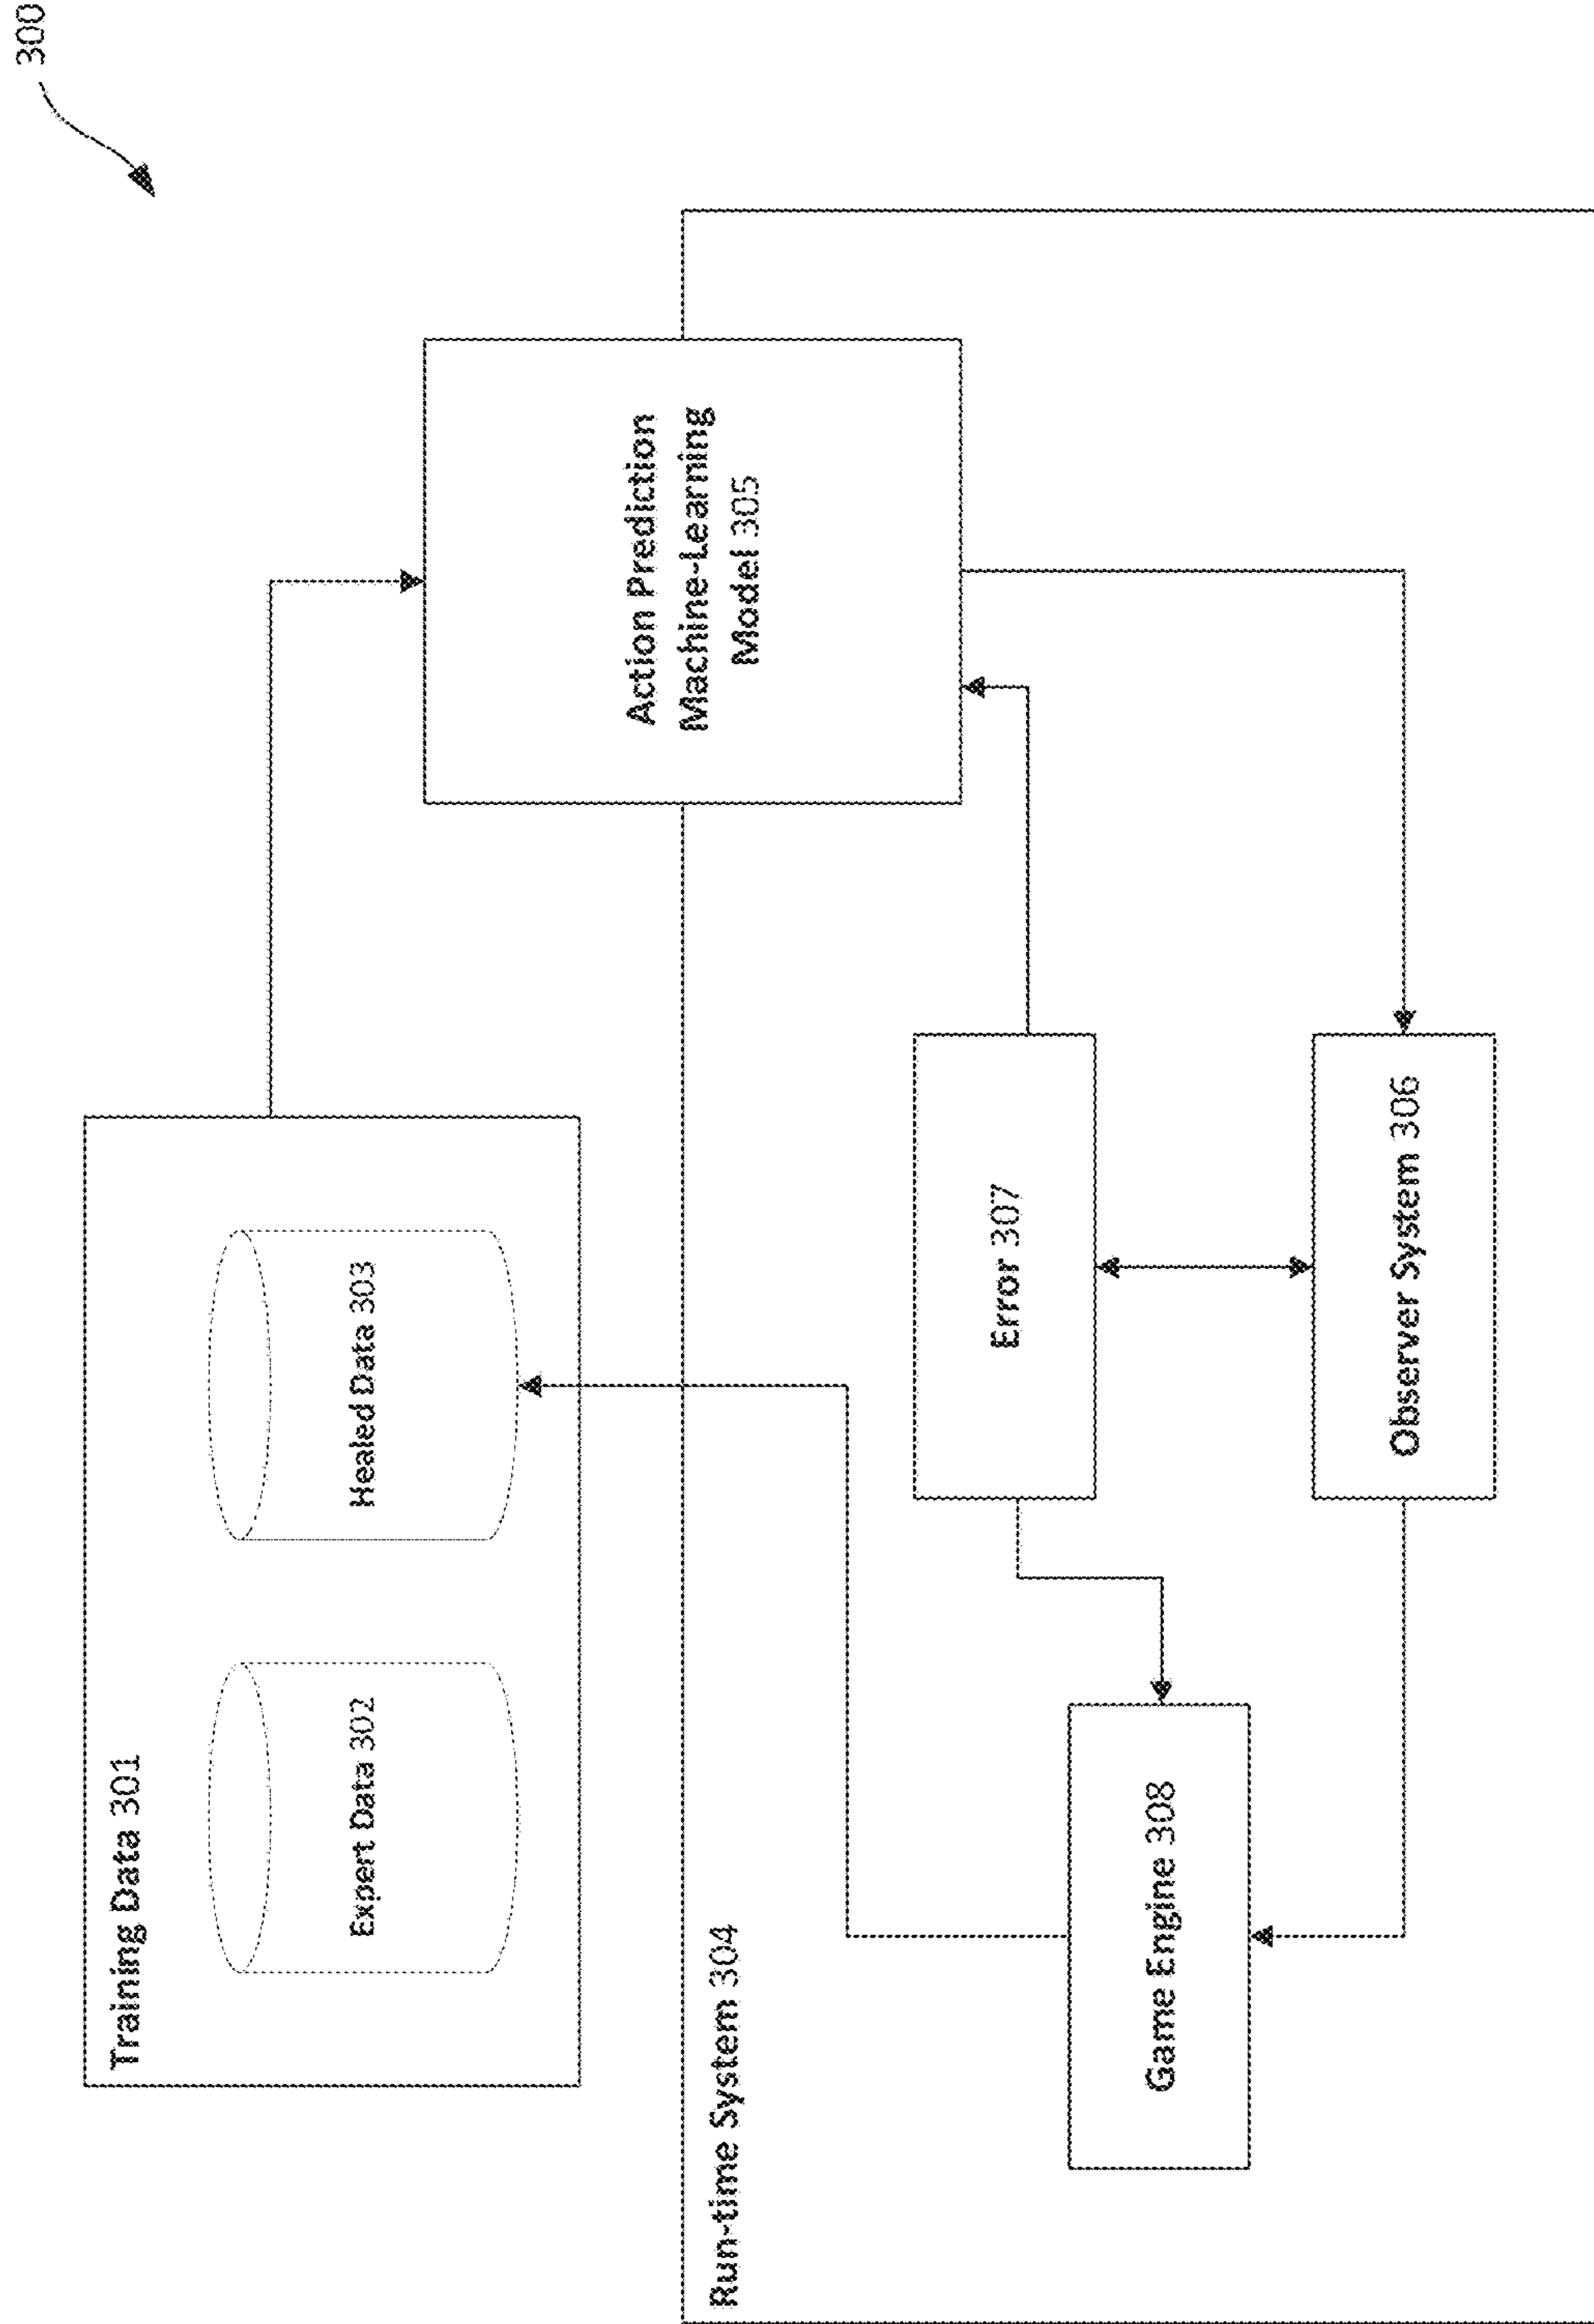 300
Training Data 301
Expert Data 302
Healed Data 303
Action Prediction
Machine-Learning
Model 305
Run-time System 304
Error 307
Game Engine 308
Observer System 306